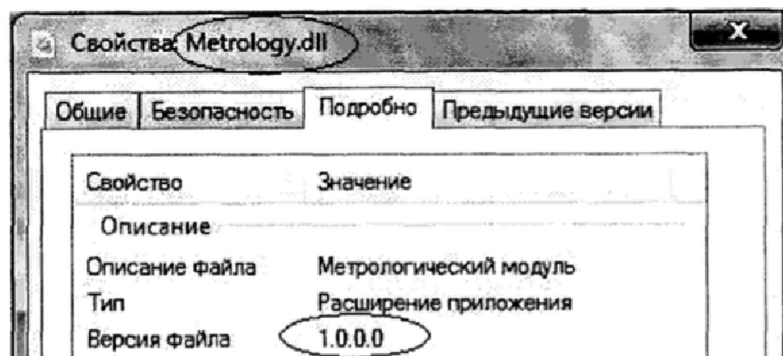 Свойства: Metrology.dll
Общие Безопасность Подробно Предыдущие версии
Свойство Значение
Описание
Описание файла Метрологический модуль
Тип Расширение приложения
Версия файла 1.0.0.0